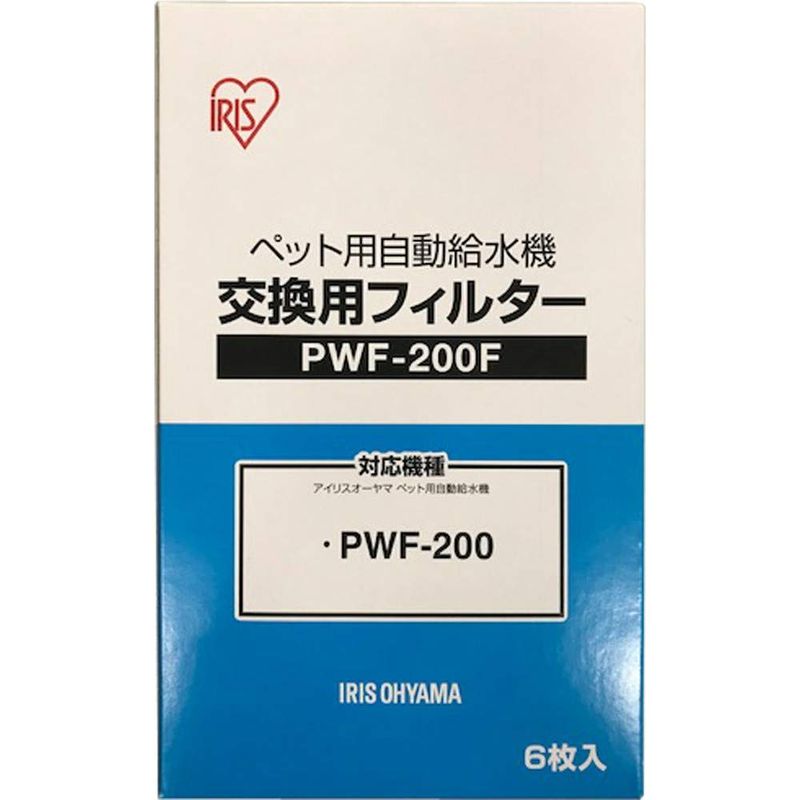 IRIS
ペット用自動給水機
交換用フィルター
PWF-200F
対応機種
アイリスオーヤマ ペット用自動給水機
・PWF-200
IRIS OHYAMA
6枚入